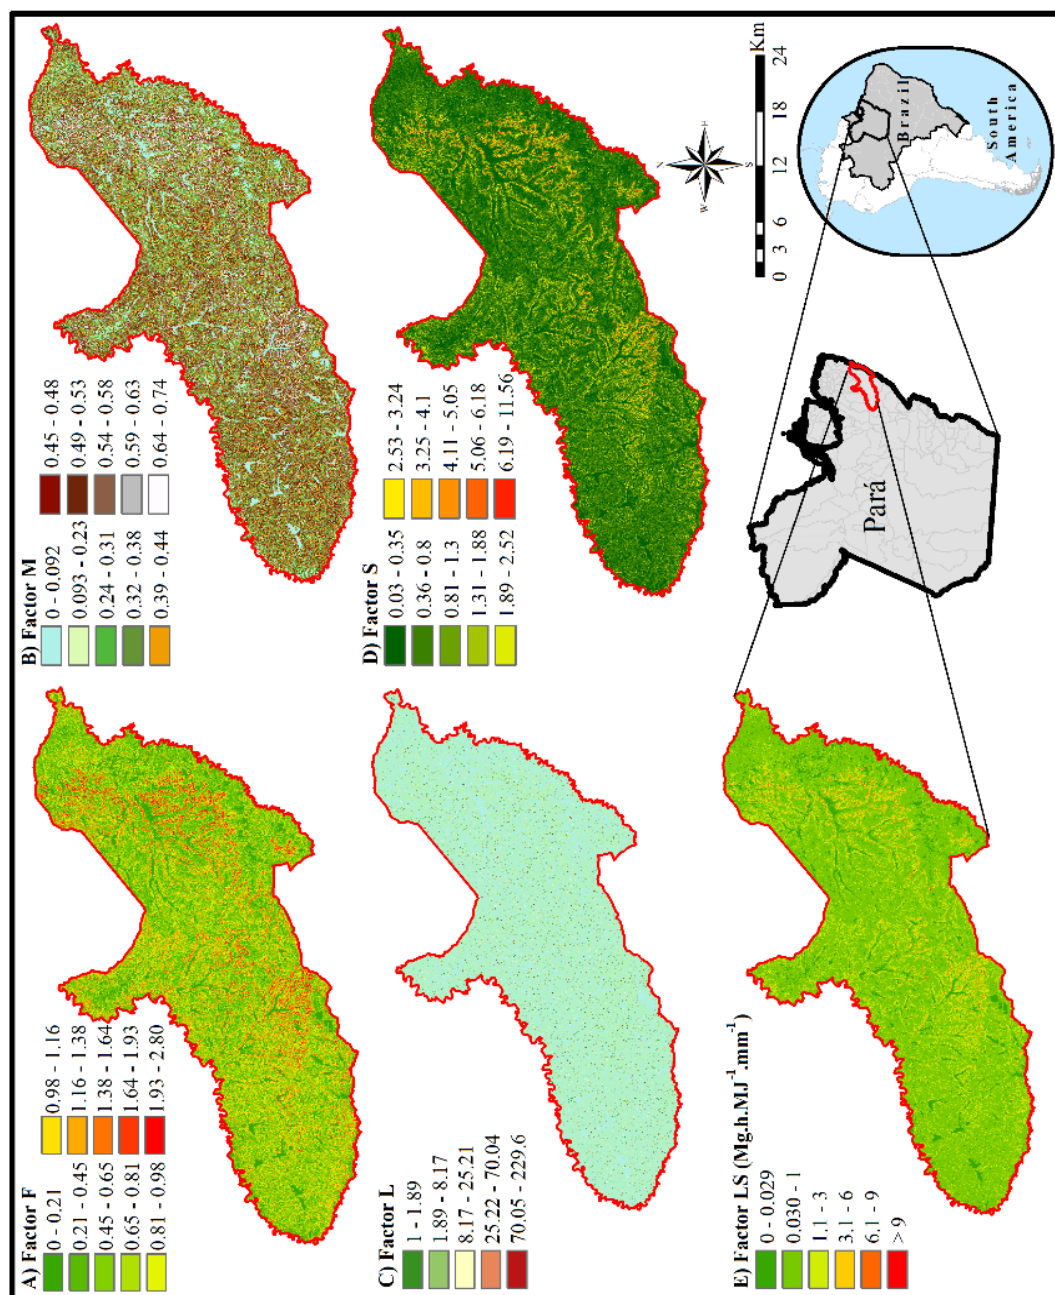 A) Factor F
0 - 0.21
0.21 - 0.45
0.45 - 0.65
0.65 - 0.81
0.81 - 0.98
0.98 - 1.16
1.16 - 1.38
1.38 - 1.64
1.64 - 1.93
1.93 - 2.80
B) Factor M
0 - 0.092
0.093 - 0.23
0.24 - 0.31
0.32 - 0.38
0.39 - 0.44
0.45 - 0.48
0.49 - 0.53
0.54 - 0.58
0.59 - 0.63
0.64 - 0.74
C) Factor L
1 - 1.89
1.89 - 8.17
8.17 - 25.21
25.22 - 70.04
70.05 - 229.6
D) Factor S
0.03 - 0.35
0.36 - 0.8
0.81 - 1.3
1.31 - 1.88
1.89 - 2.52
2.53 - 3.24
3.25 - 4.1
4.11 - 5.05
5.06 - 6.18
6.19 - 11.56
E) Factor LS (Mg.h.MJ⁻¹.mm⁻¹)
0 - 0.029
0.030 - 1
1.1 - 3
3.1 - 6
6.1 - 9
> 9
Pará
N
W
E
S
0 3 6 12 18 24
Km
Brazil
South
America